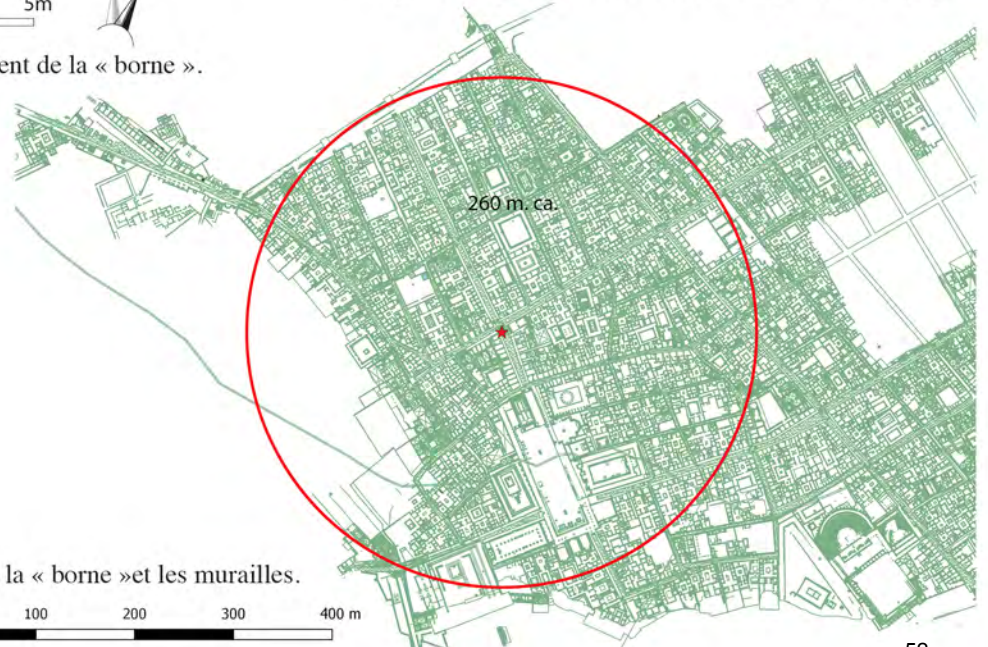 5m
ent de la « borne ».
260 m. ca.
la « borne »et les murailles.
100 200 300 400 m